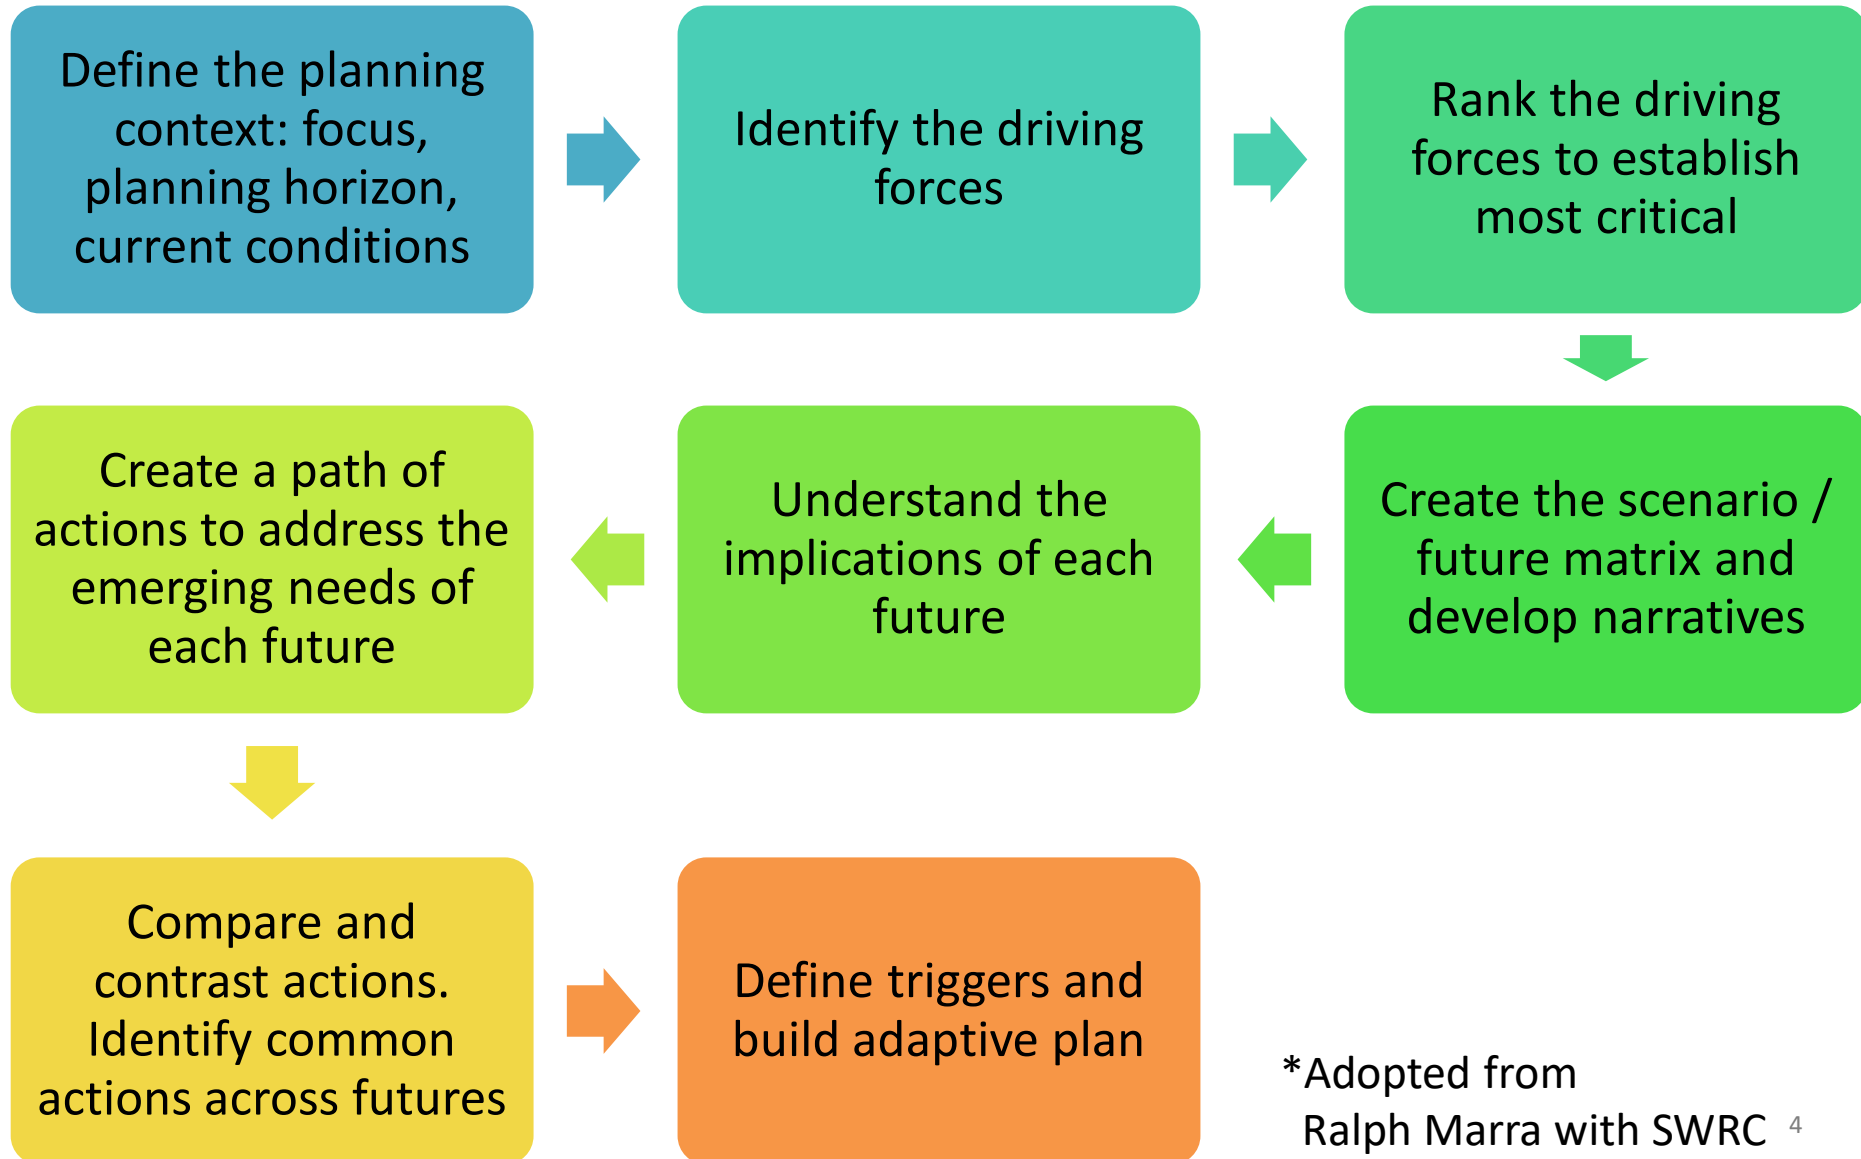 Define the planning
context: focus,
planning horizon,
current conditions
Identify the driving
forces
Rank the driving
forces to establish
most critical
Create the scenario /
future matrix and
develop narratives
Understand the
implications of each
future
Create a path of
actions to address the
emerging needs of
each future
Compare and
contrast actions.
Identify common
actions across futures
Define triggers and
build adaptive plan
*Adopted from
Ralph Marra with SWRC
4